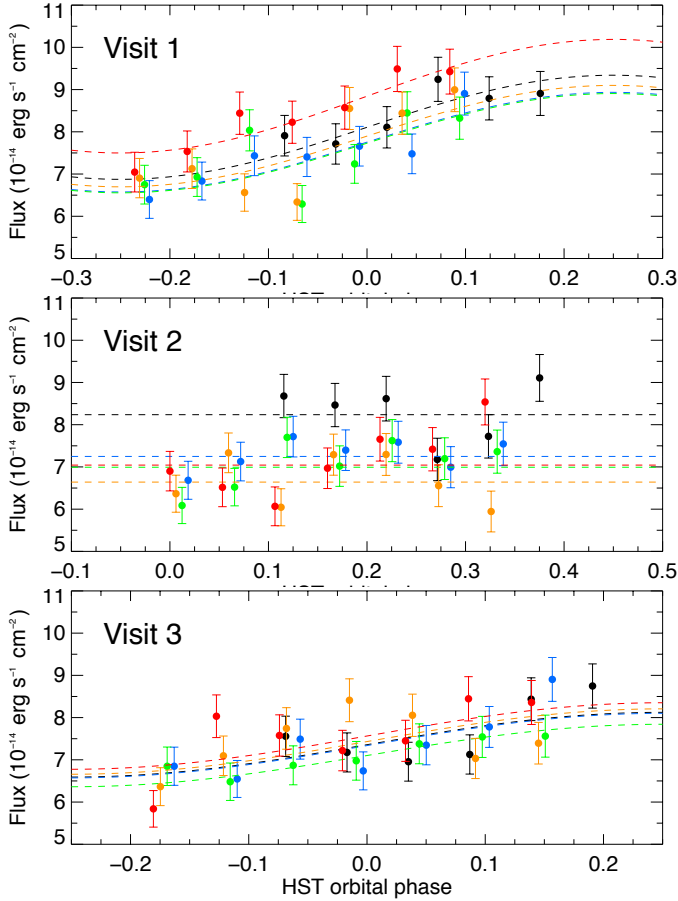 Visit 1
Flux (10⁻¹⁴ erg s⁻¹ cm⁻²)
11
10
9
8
7
6
5
−0.3 −0.2 −0.1 0.0 0.1 0.2 0.3
Visit 2
Flux (10⁻¹⁴ erg s⁻¹ cm⁻²)
11
10
9
8
7
6
5
−0.1 0.0 0.1 0.2 0.3 0.4 0.5
Visit 3
Flux (10⁻¹⁴ erg s⁻¹ cm⁻²)
11
10
9
8
7
6
5
4
−0.2 −0.1 0.0 0.1 0.2
HST orbital phase